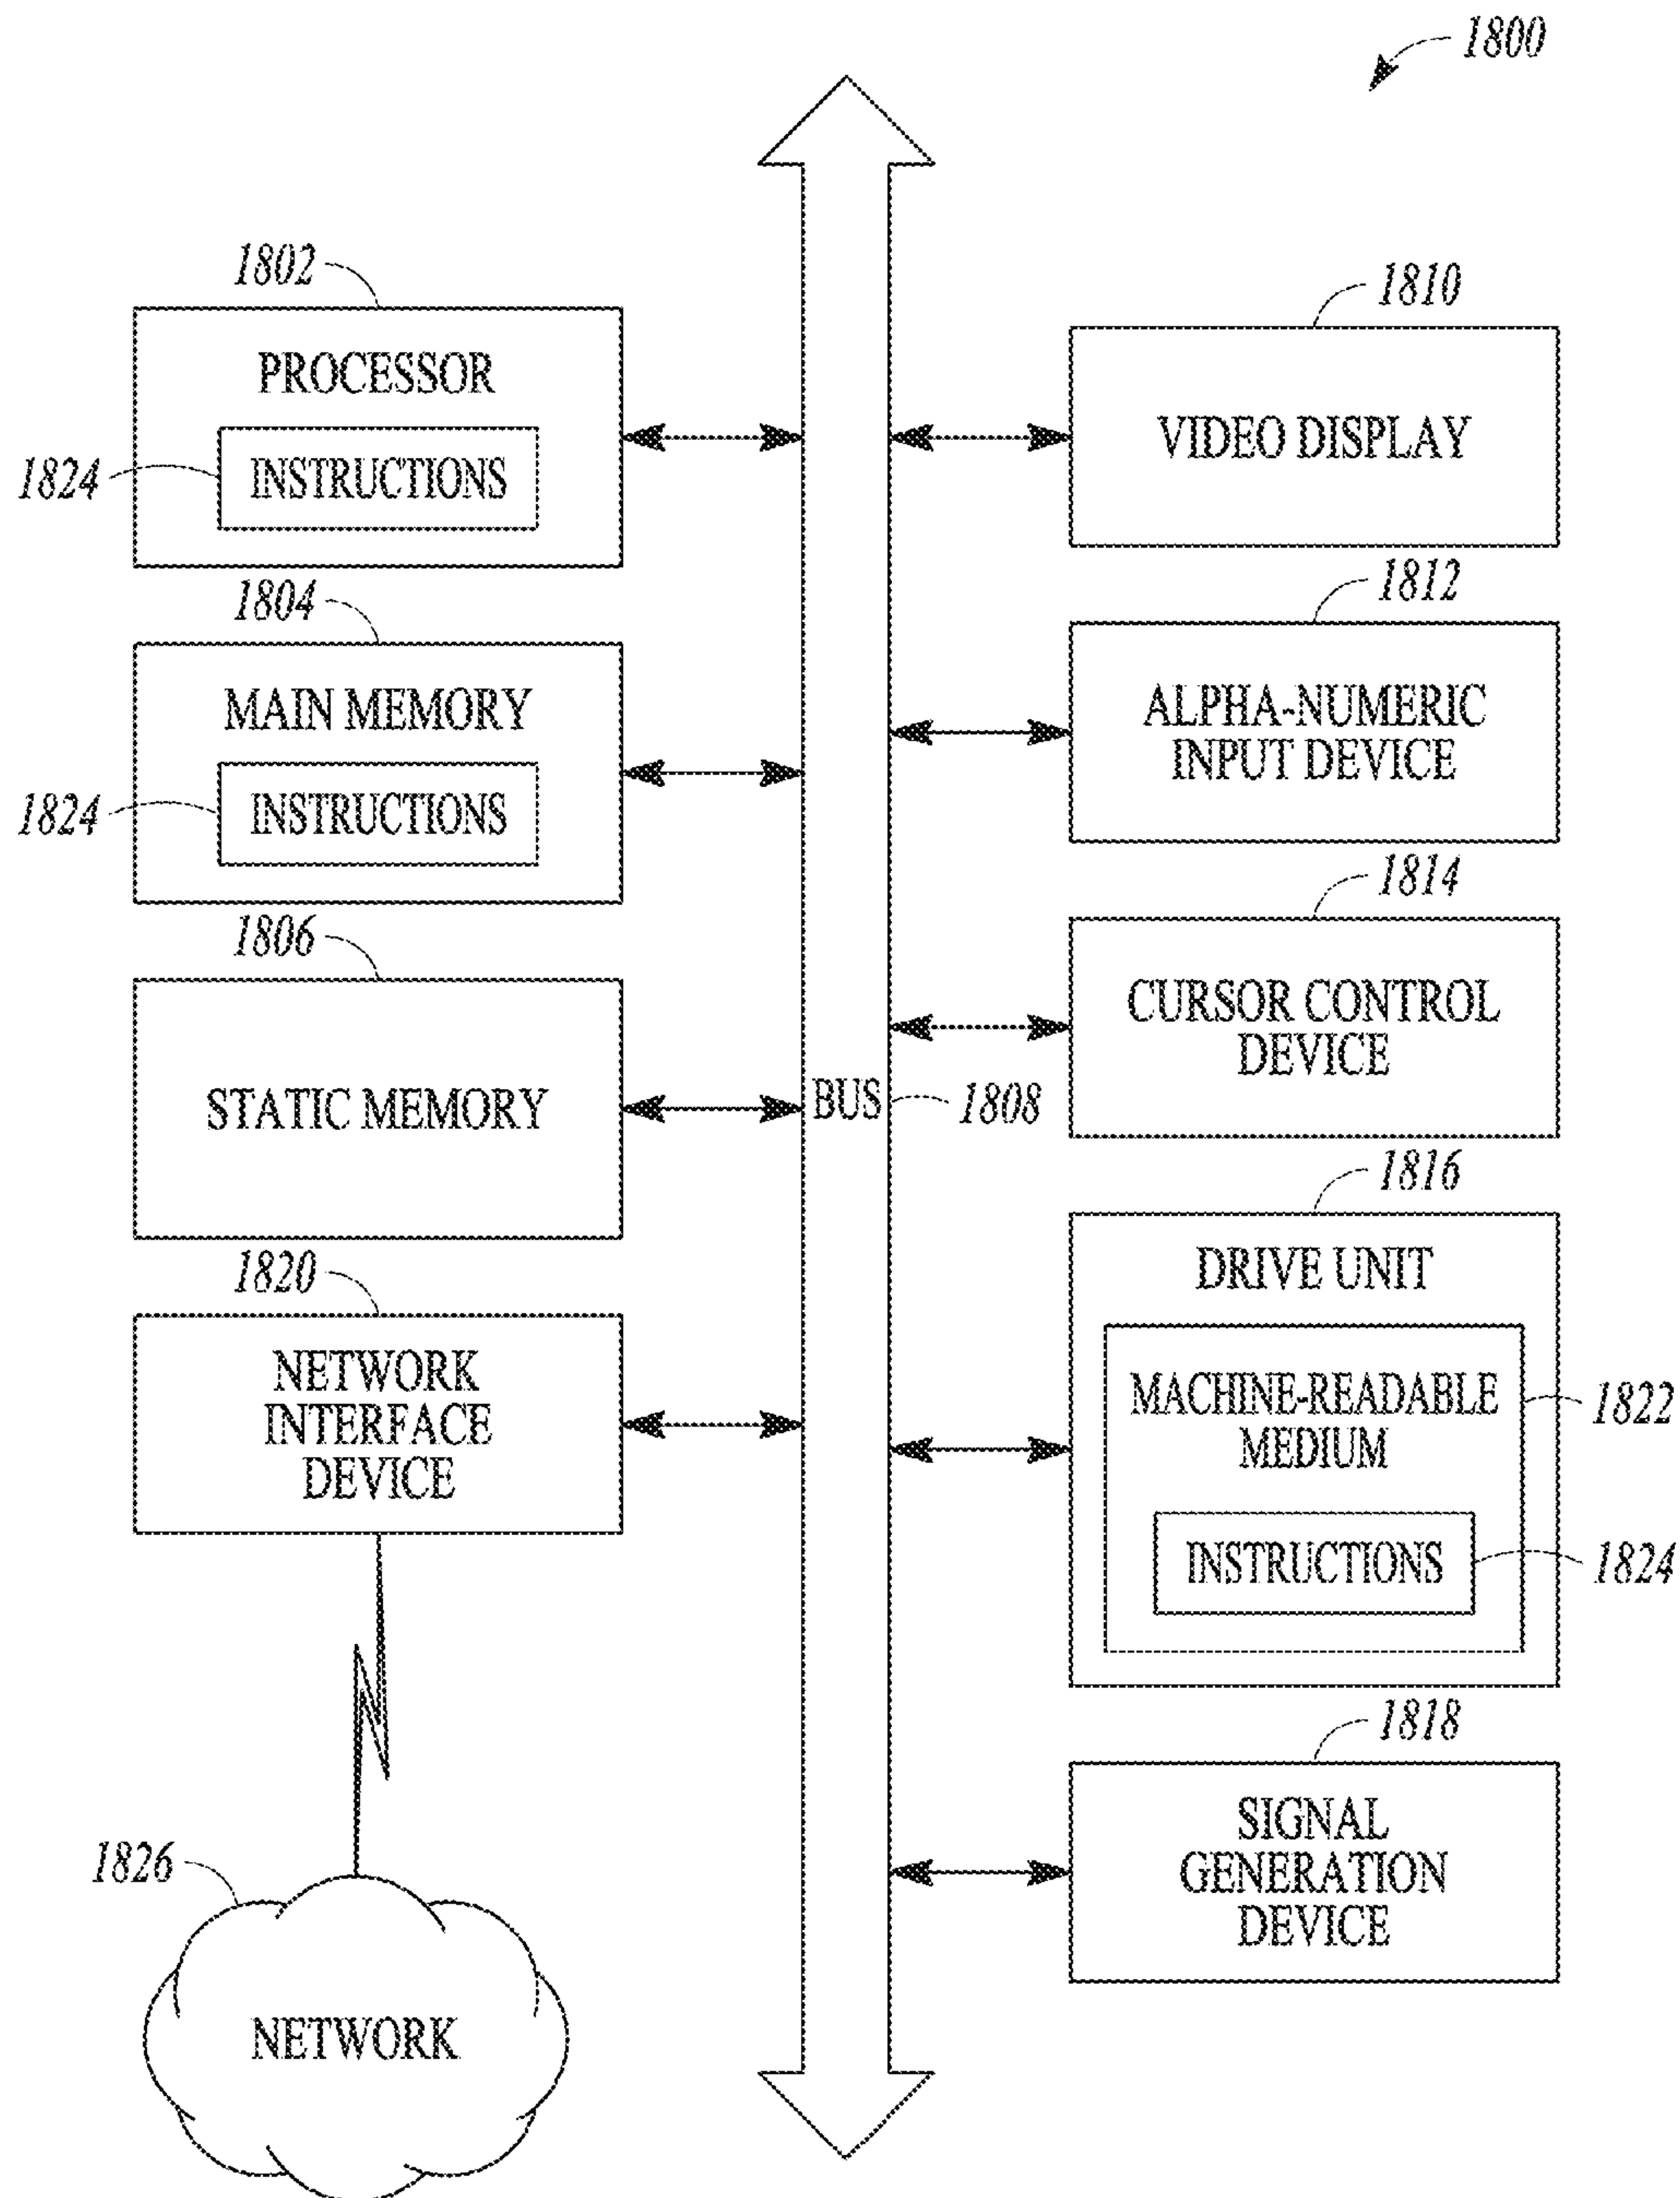 1800
1802
PROCESSOR
1824
INSTRUCTIONS
1804
MAIN MEMORY
1824
INSTRUCTIONS
1806
STATIC MEMORY
1820
NETWORK
INTERFACE
DEVICE
1826
NETWORK
BUS
1808
1810
VIDEO DISPLAY
1812
ALPHA-NUMERIC
INPUT DEVICE
1814
CURSOR CONTROL
DEVICE
1816
DRIVE UNIT
MACHINE-READABLE
MEDIUM
1822
INSTRUCTIONS
1824
1818
SIGNAL
GENERATION
DEVICE